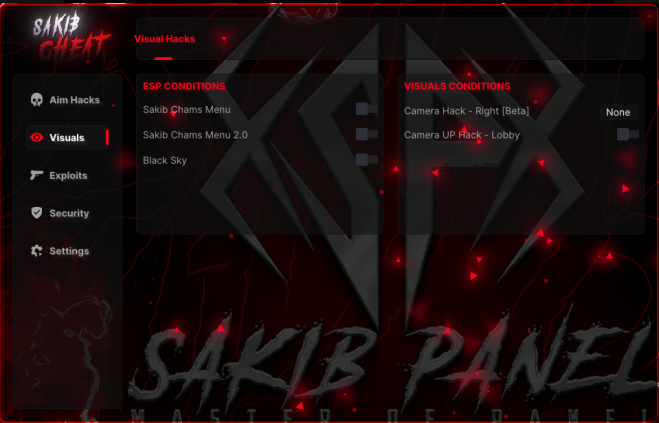 SAKIB
CHEAT
Visual Hacks
Aim Hacks
Visuals
Exploits
Security
Settings
ESP CONDITIONS
Sakib Chams Menu
Sakib Chams Menu 2.0
Black Sky
VISUALS CONDITIONS
Camera Hack - Right [Beta]
None
Camera UP Hack - Lobby
SAKIB PANEL
MASTER OF PANEL